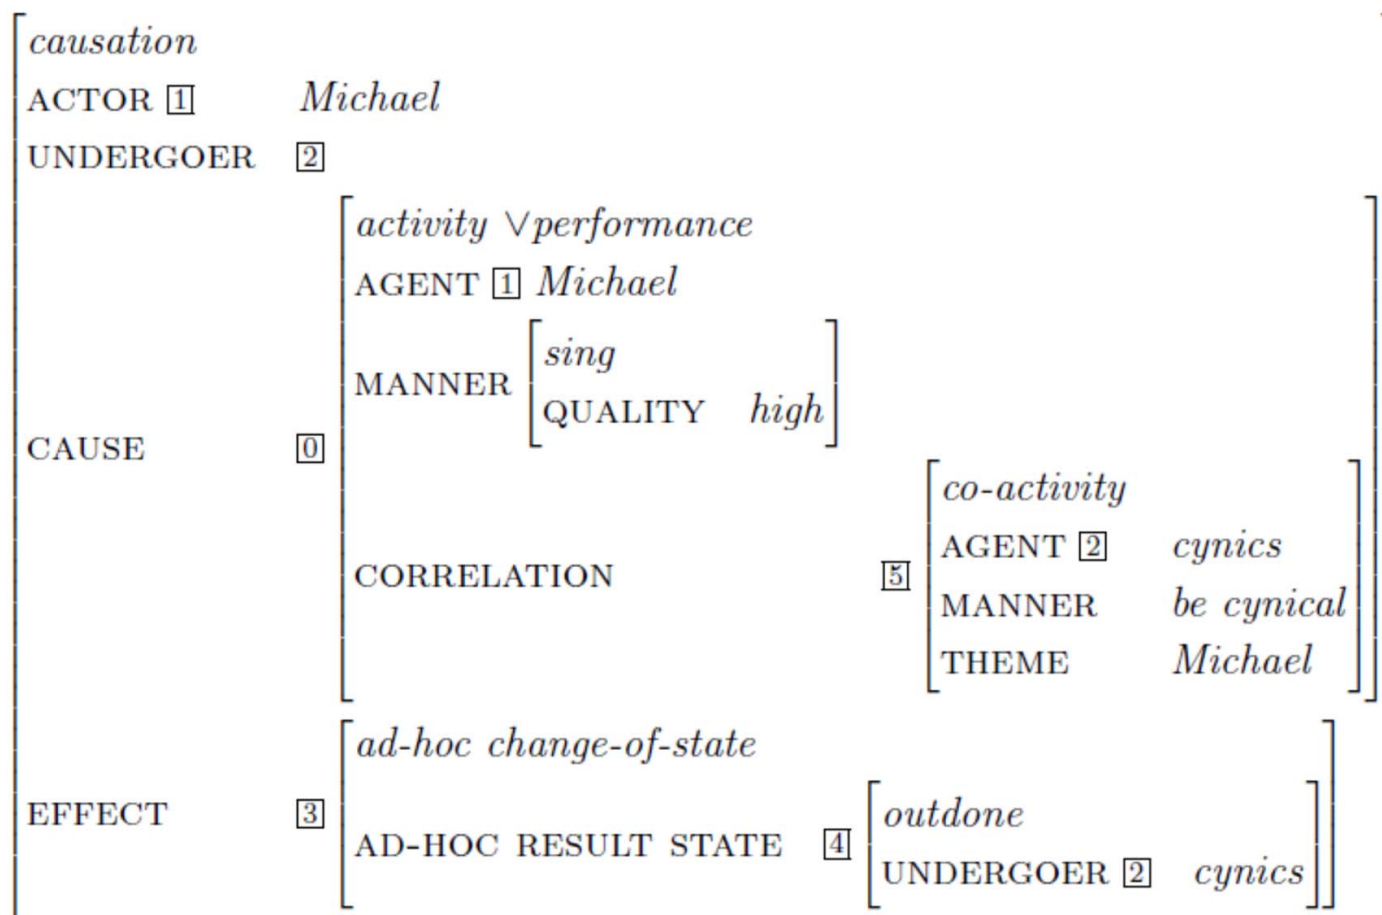 causation
ACTOR 1 Michael
UNDERGOER 2
activity ∨performance
AGENT 1 Michael
sing
MANNER
QUALITY high
CAUSE 0
co-activity
AGENT 2 cynics
CORRELATION 5
MANNER be cynical
THEME Michael
ad-hoc change-of-state
EFFECT 3
outdone
AD-HOC RESULT STATE 4
UNDERGOER 2 cynics